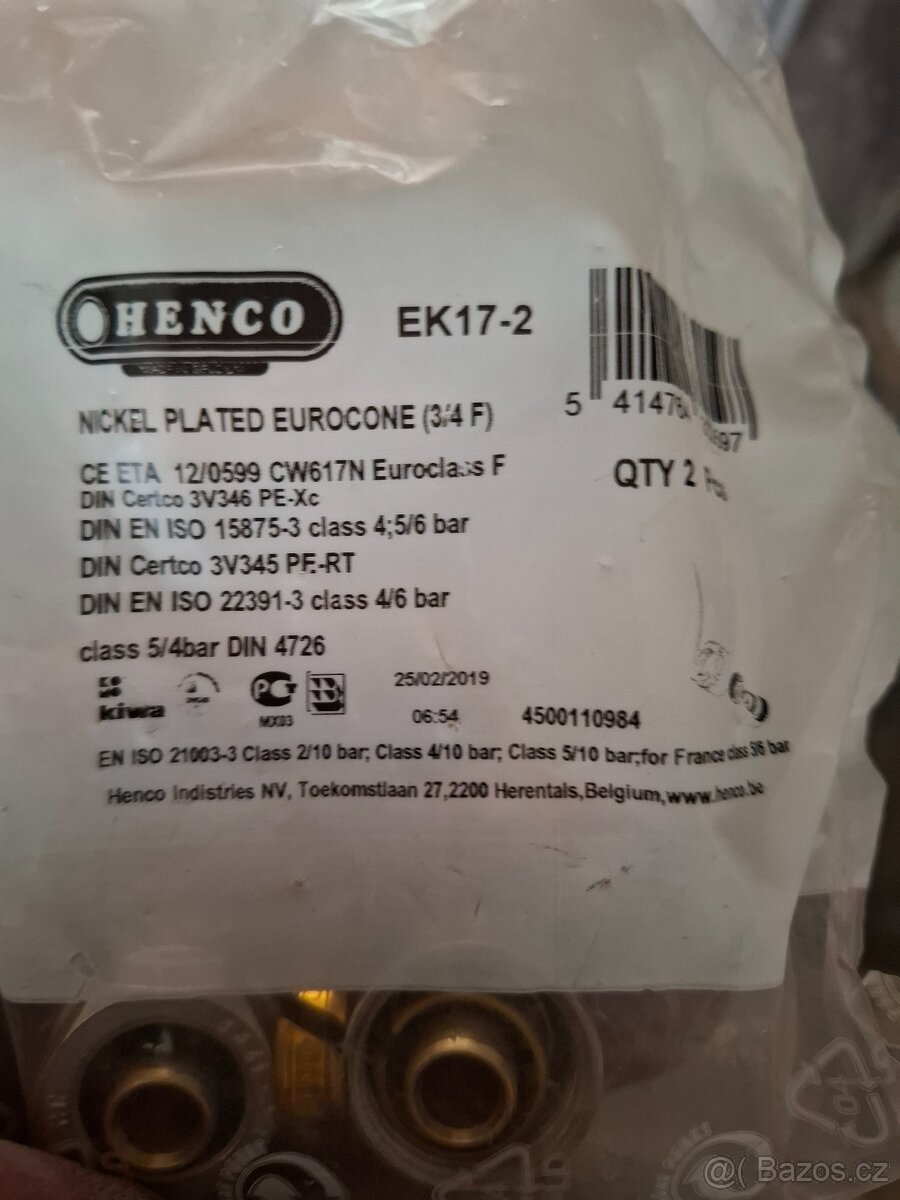 HENCO
EK17-2
NICKEL PLATED EUROCONE (3/4 F)
5 41476
QTY 2 Pcs
CE ETA 12/0599 CW617N Euroclass F
DIN Certco 3V346 PE-Xc
DIN EN ISO 15875-3 class 4;5/6 bar
DIN Certco 3V345 PE-RT
DIN EN ISO 22391-3 class 4/6 bar
class 5/4bar DIN 4726
kiwa
MX03
25/02/2019
06:54
4500110984
EN ISO 21003-3 Class 2/10 bar; Class 4/10 bar; Class 5/10 bar;for France class 5/6 bar
Henco Indistries NV, Toekomstlaan 27,2200 Herentals,Belgium,www.henco.be
Bazos.cz